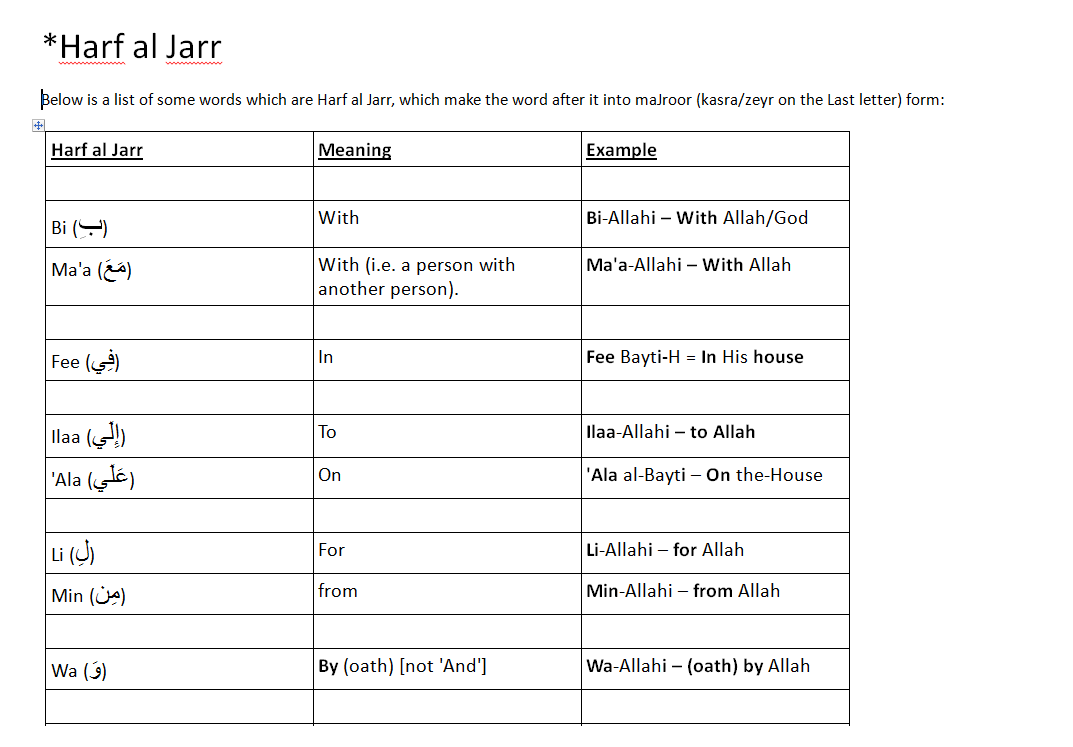 *Harf al Jarr
Below is a list of some words which are Harf al Jarr, which make the word after it into maJroor (kasra/zeyr on the Last letter) form:
Harf al Jarr Meaning Example
Bi (بِ) With Bi-Allahi – With Allah/God
Ma'a (مَعَ) With (i.e. a person with Ma'a-Allahi – With Allah
another person).
Fee (فِي) In Fee Bayti-H = In His house
Ilaa (إِلَي) To Ilaa-Allahi – to Allah
'Ala (عَلَي) On 'Ala al-Bayti – On the-House
Li (لِ) For Li-Allahi – for Allah
Min (مِن) from Min-Allahi – from Allah
Wa (وَ) By (oath) [not 'And'] Wa-Allahi – (oath) by Allah